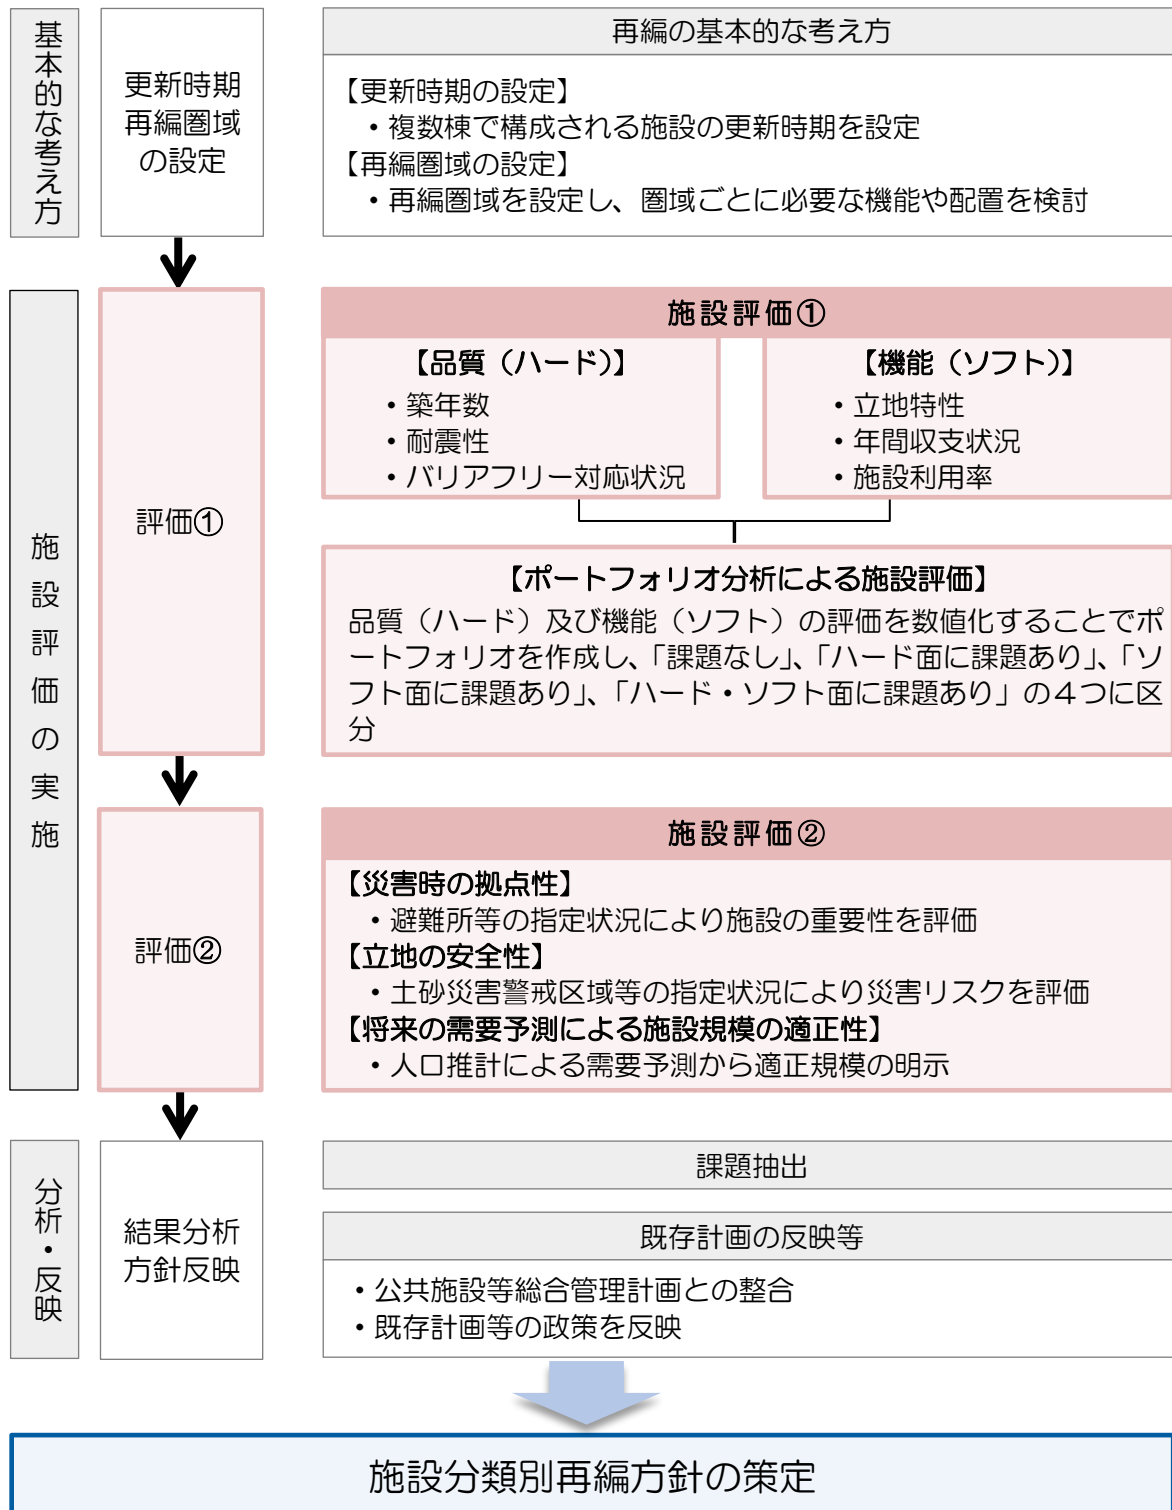 基本的な考え方
更新時期
再編圏域
の設定
再編の基本的な考え方
【更新時期の設定】
・複数棟で構成される施設の更新時期を設定
【再編圏域の設定】
・再編圏域を設定し、圏域ごとに必要な機能や配置を検討
施設評価の実施
評価①
施設評価①
【品質（ハード）】
・築年数
・耐震性
・バリアフリー対応状況
【機能（ソフト）】
・立地特性
・年間収支状況
・施設利用率
【ポートフォリオ分析による施設評価】
品質（ハード）及び機能（ソフト）の評価を数値化することでポ
ートフォリオを作成し、「課題なし」、「ハード面に課題あり」、「ソ
フト面に課題あり」、「ハード・ソフト面に課題あり」の４つに区
分
評価②
施設評価②
【災害時の拠点性】
・避難所等の指定状況により施設の重要性を評価
【立地の安全性】
・土砂災害警戒区域等の指定状況により災害リスクを評価
【将来の需要予測による施設規模の適正性】
・人口推計による需要予測から適正規模の明示
分析・反映
結果分析
方針反映
課題抽出
既存計画の反映等
・公共施設等総合管理計画との整合
・既存計画等の政策を反映
施設分類別再編方針の策定